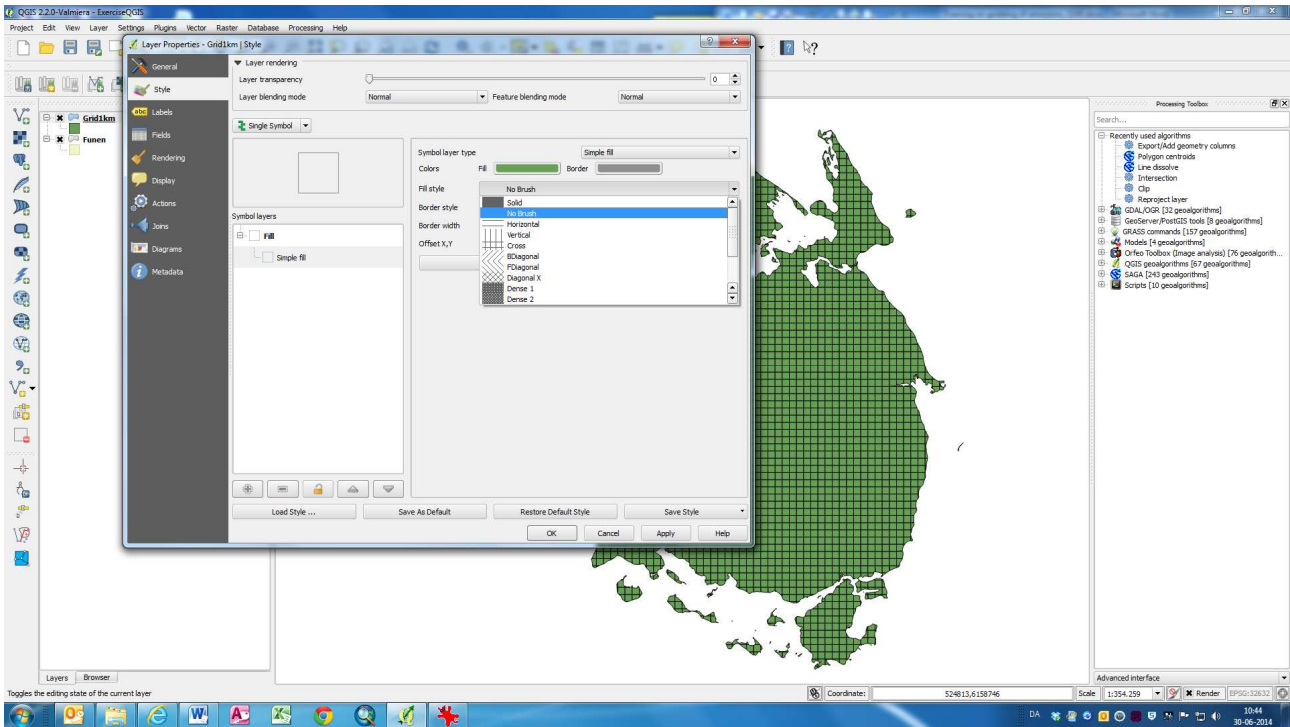 QGIS 2.2.0-Valmiera - ExerciseQGIS
Project Edit View Layer Settings Plugins Vector Raster Database Processing Help
Layer Properties - Grid1km | Style
General
Style
Labels
Fields
Rendering
Display
Actions
Joins
Diagrams
Metadata
Layer rendering
Layer transparency 0
Layer blending mode Normal Feature blending mode Normal
Single Symbol
Symbol layers
Fill
Simple fill
Symbol layer type Simple fill
Colors Fill Border
Fill style No Brush
Border style
Border width
Offset X,Y
Solid
No Brush
Horizontal
Vertical
Cross
BDiagonal
FDiagonal
Diagonal X
Dense 1
Dense 2
Load Style ... Save As Default Restore Default Style Save Style
OK Cancel Apply Help
Grid1km
Funen
Processing Toolbox
Search...
Recently used algorithms
Export/Add geometry columns
Polygon centroids
Line dissolve
Intersection
Clip
Reproject layer
GDAL/OGR [32 geoalgorithms]
GeoServer/PostGIS tools [8 geoalgorithms]
GRASS commands [157 geoalgorithms]
Models [4 geoalgorithms]
Orfeo Toolbox (Image analysis) [76 geoalgorith...
QGIS geoalgorithms [67 geoalgorithms]
SAGA [243 geoalgorithms]
Scripts [10 geoalgorithms]
Layers Browser
Advanced interface
Toggles the editing state of the current layer
Coordinate: 524813,6158746 Scale 1:354.259 Render EPSG:32632
DA
10:44
30-06-2014